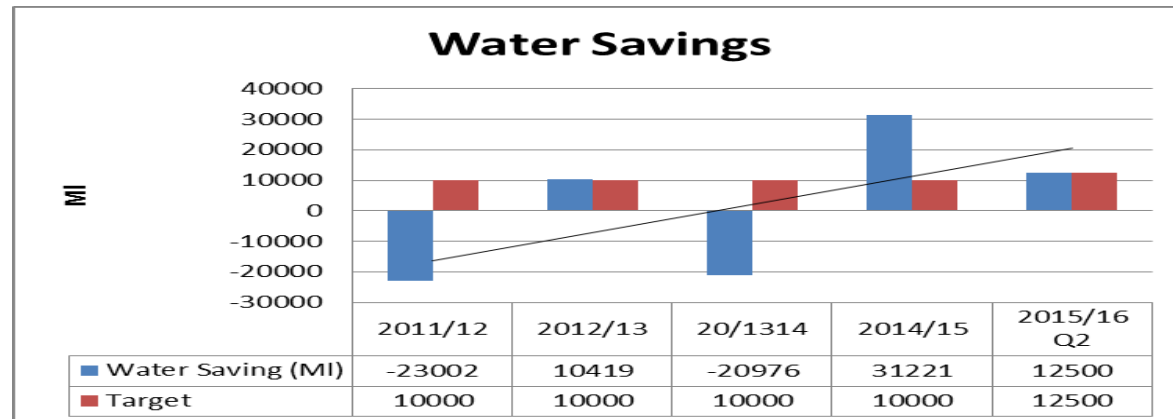 Water Savings
40000
30000
20000
10000
0
-10000
-20000
-30000
Ml
2011/12 2012/13 20/1314 2014/15 2015/16 Q2
Water Saving (Ml) -23002 10419 -20976 31221 12500
Target 10000 10000 10000 10000 12500